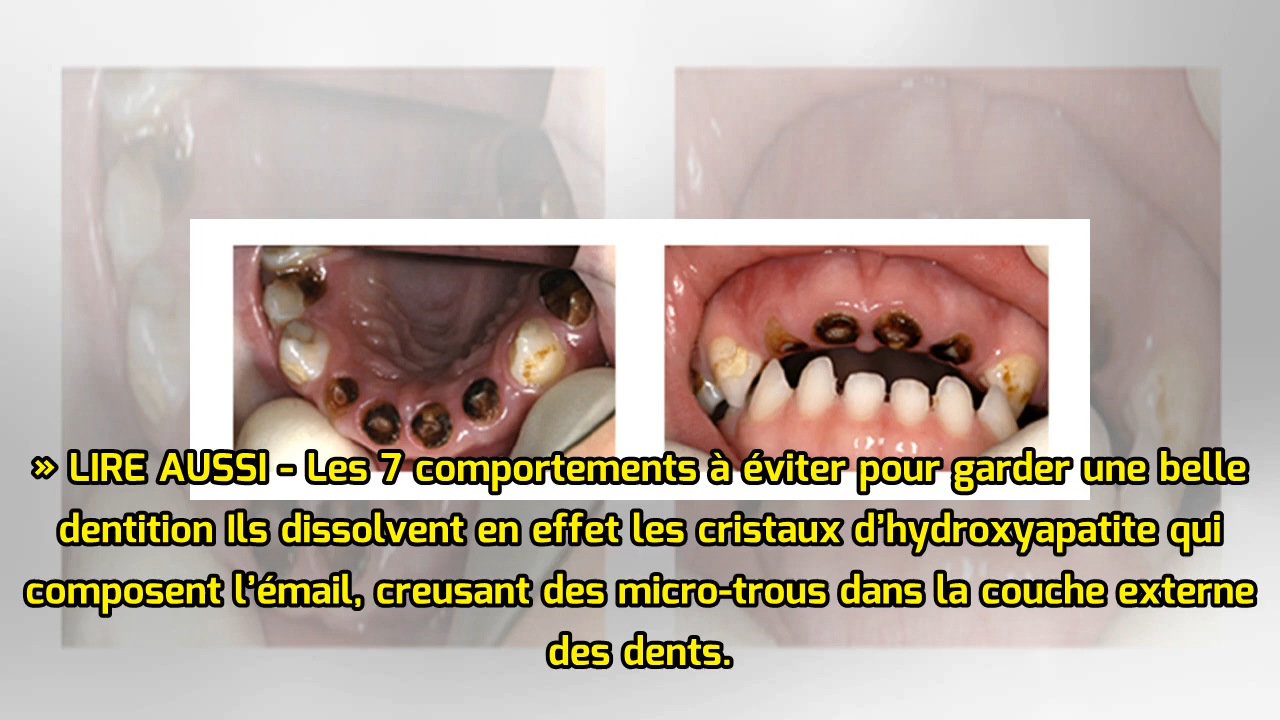 » LIRE AUSSI - Les 7 comportements à éviter pour garder une belle
dentition Ils dissolvent en effet les cristaux d’hydroxyapatite qui
composent l’émail, creusant des micro-trous dans la couche externe
des dents.